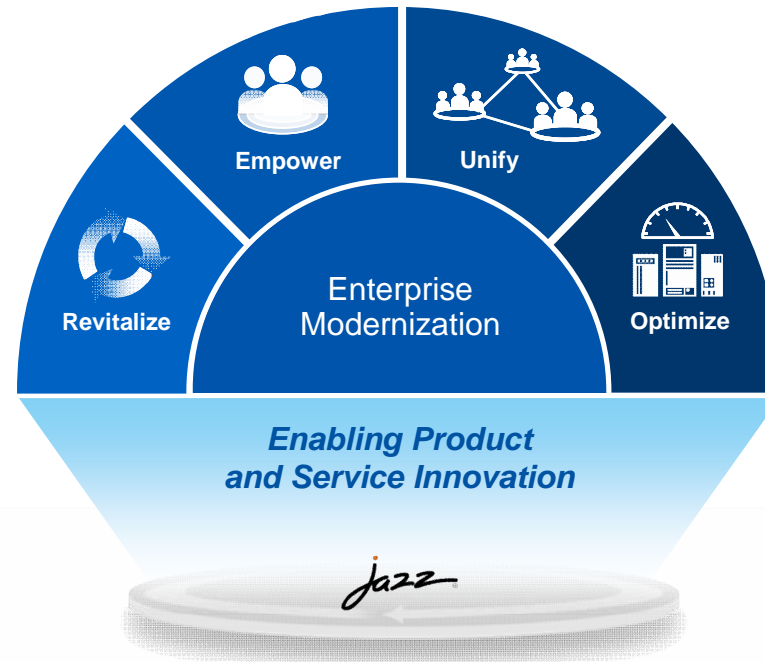 Empower
Unify
Revitalize
Enterprise
Modernization
Optimize
Enabling Product
and Service Innovation
jazz